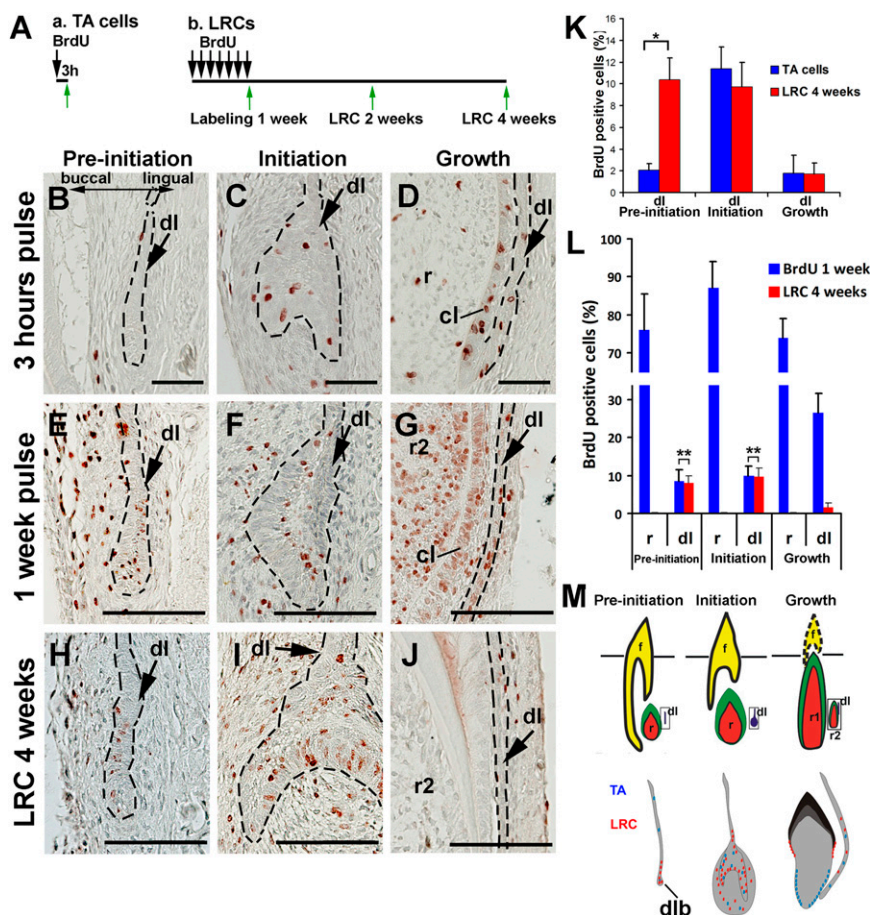 A
a. TA cells
BrdU
3h
b. LRCs
BrdU
Labeling 1 week
LRC 2 weeks
LRC 4 weeks
Pre-initiation
Initiation
Growth
buccal
lingual
3 hours pulse
B
dl
C
dl
D
dl
r
cl
1 week pulse
E
dl
F
dl
G
dl
r2
cl
LRC 4 weeks
H
dl
I
dl
J
dl
r2
K
BrdU positive cells (%)
16
14
12
10
8
6
4
2
0
*
TA cells
LRC 4 weeks
dl
dl
dl
Pre-initiation
Initiation
Growth
L
BrdU positive cells (%)
100
90
80
70
30
20
10
0
BrdU 1 week
LRC 4 weeks
**
**
r
dl
r
dl
r
dl
Pre-initiation
Initiation
Growth
M
Pre-initiation
Initiation
Growth
f
f
f
r
dl
r
dl
r1
dl
r2
TA
LRC
dlb